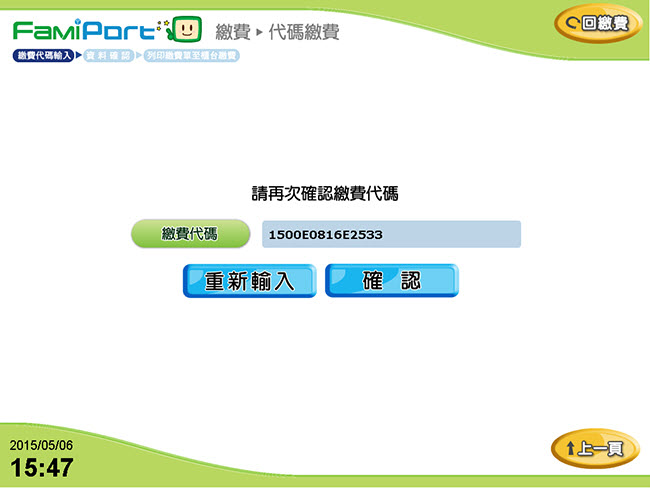 FamiPort 繳費▶代碼繳費
回繳費
繳費代碼輸入 資料確認 列印繳費單至櫃台繳費
請再次確認繳費代碼
繳費代碼 1500E0816E2533
重新輸入 確認
2015/05/06
15:47
上一頁